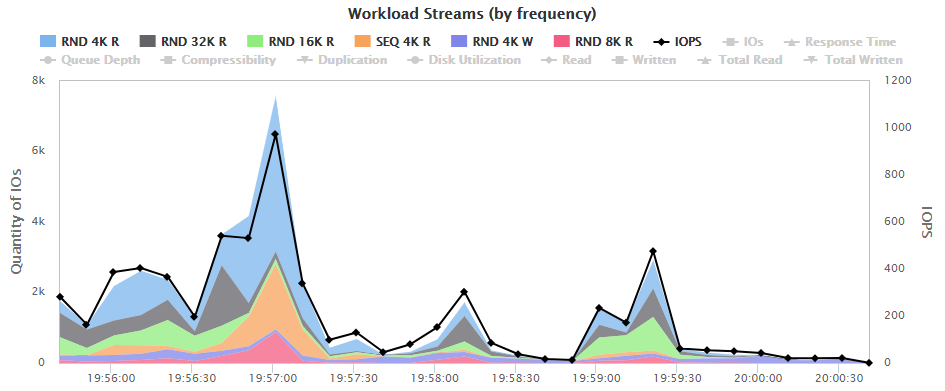 Workload Streams (by frequency)
RND 4K R RND 32K R RND 16K R SEQ 4K R RND 4K W RND 8K R IOPS IOs Response Time
Queue Depth Compressibility Duplication Disk Utilization Read Written Total Read Total Written
8k 1200
1000
6k
800
4k 600
400
2k
200
0 0
Quantity of IOs
IOPS
19:56:00 19:56:30 19:57:00 19:57:30 19:58:00 19:58:30 19:59:00 19:59:30 20:00:00 20:00:30